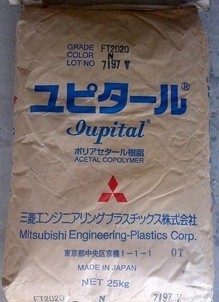 GRADE FT2020
COLOR N
LOT NO 7197 V
ユピタール®
Iupital®
ポリアセタール樹脂
ACETAL COPOLYMER
三菱エンジニアリングプラスチックス株式会社
Mitsubishi Engineering-Plastics Corp.
東京都中央区京橋1-1-1 OT
MADE IN JAPAN
NET 25kg
FT2020 N 7197 V